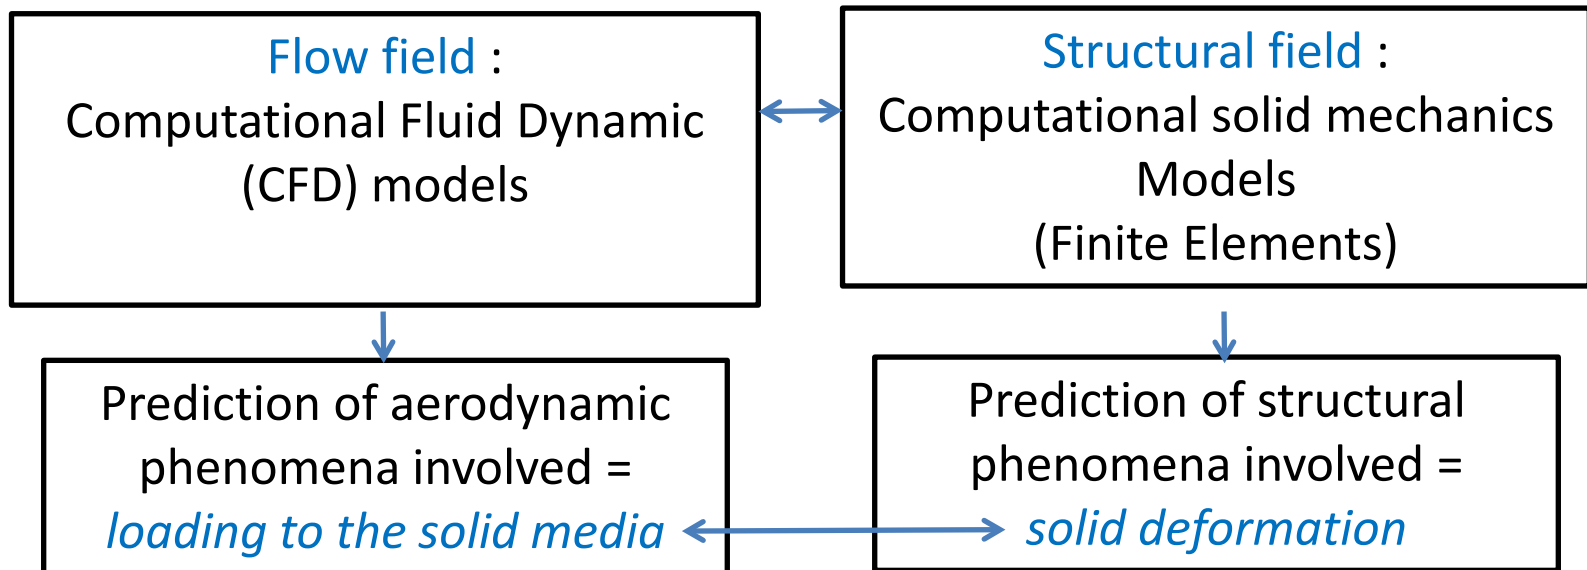 Flow field :
Computational Fluid Dynamic
(CFD) models
Structural field :
Computational solid mechanics
Models
(Finite Elements)
Prediction of aerodynamic
phenomena involved =
loading to the solid media
Prediction of structural
phenomena involved =
solid deformation